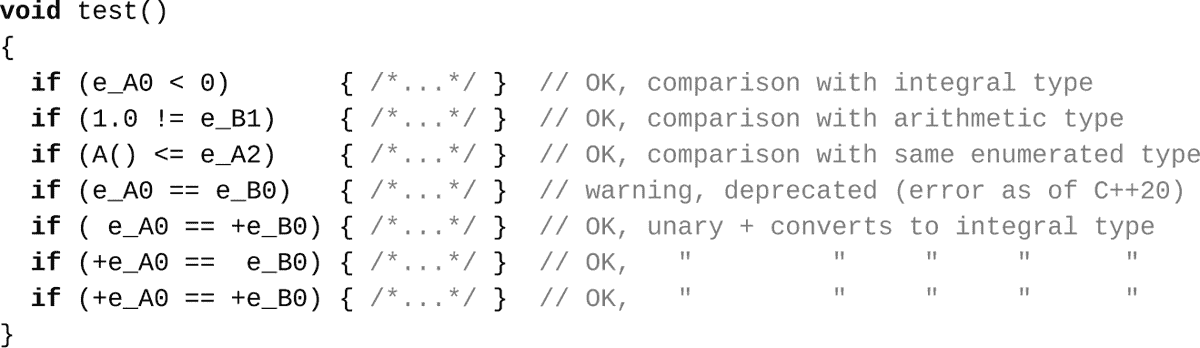 void test()
{
  if (e_A0 < 0)       { /*...*/ }  // OK, comparison with integral type
  if (1.0 != e_B1)    { /*...*/ }  // OK, comparison with arithmetic type
  if (A() <= e_A2)    { /*...*/ }  // OK, comparison with same enumerated type
  if (e_A0 == e_B0)   { /*...*/ }  // warning, deprecated (error as of C++20)
  if ( e_A0 == +e_B0) { /*...*/ }  // OK, unary + converts to integral type
  if (+e_A0 ==  e_B0) { /*...*/ }  // OK,   "         "     "     "      "
  if (+e_A0 == +e_B0) { /*...*/ }  // OK,   "         "     "     "      "
}